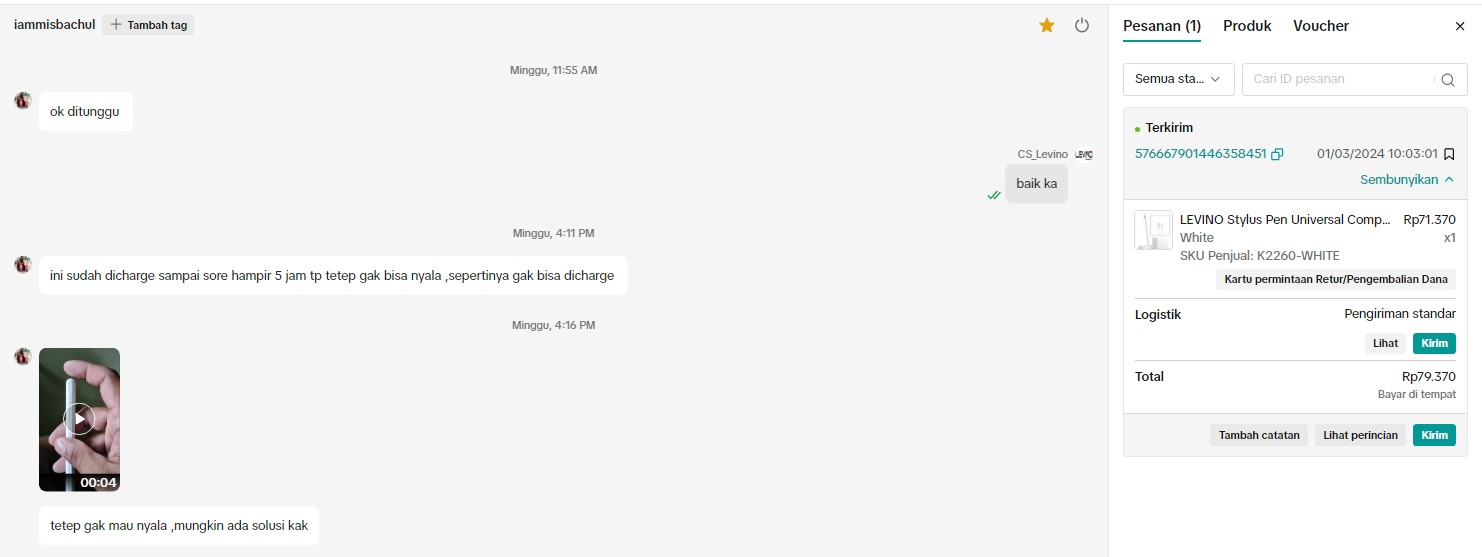 iammisbachul
Tambah tag
Minggu, 11:55 AM
ok ditunggu
CS_Levino
baik ka
Minggu, 4:11 PM
ini sudah dicharge sampai sore hampir 5 jam tp tetep gak bisa nyala ,sepertinya gak bisa dicharge
Minggu, 4:16 PM
00:04
tetep gak mau nyala ,mungkin ada solusi kak
Pesanan (1) Produk Voucher
Semua sta... Cari ID pesanan
Terkirim
576667901446358451 01/03/2024 10:03:01
Sembunyikan
LEVINO Stylus Pen Universal Comp... Rp71.370
White x1
SKU Penjual: K2260-WHITE
Kartu permintaan Retur/Pengembalian Dana
Logistik Pengiriman standar
Lihat Kirim
Total Rp79.370
Bayar di tempat
Tambah catatan Lihat perincian Kirim